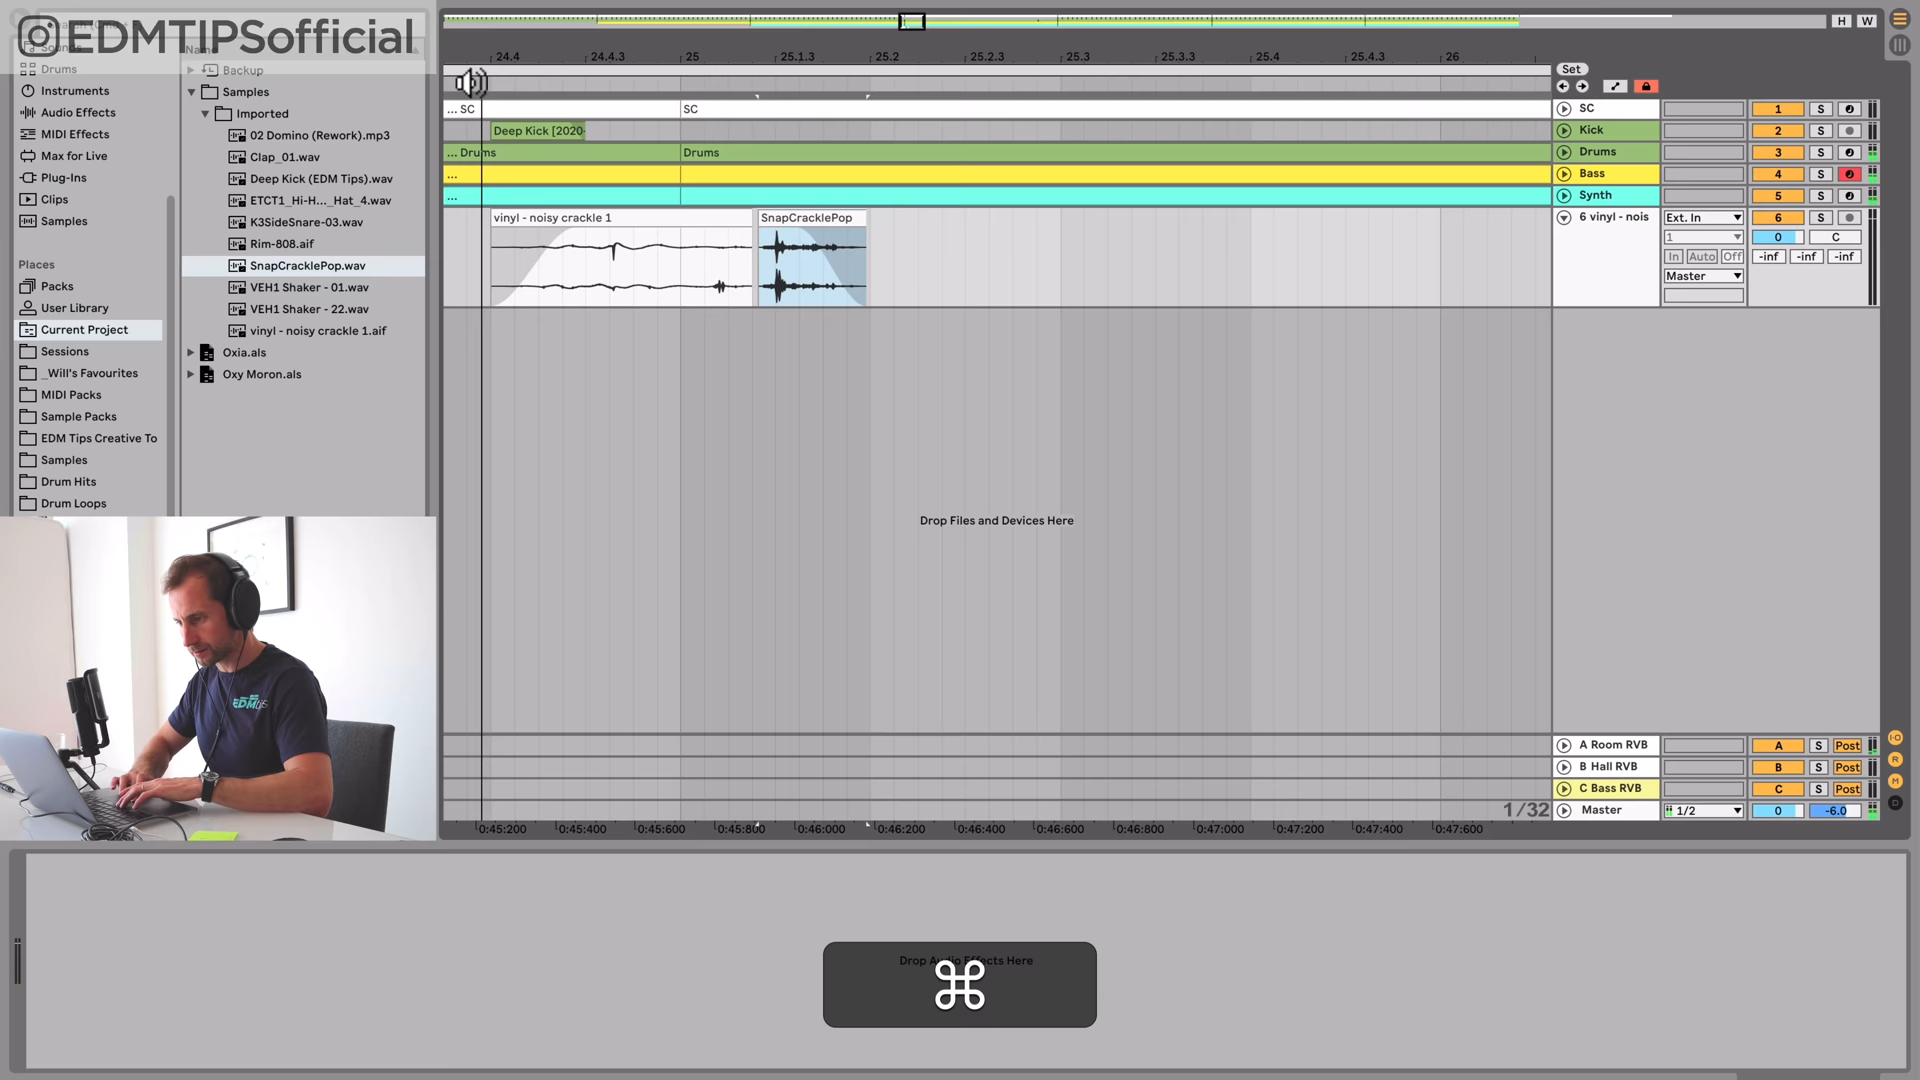 EDMTIPSofficial
Sounds
Name
Drums
Backup
Instruments
Samples
Audio Effects
Imported
MIDI Effects
02 Domino (Rework).mp3
Max for Live
Clap_01.wav
Plug-Ins
Deep Kick (EDM Tips).wav
Clips
ETCT1_Hi-H..._Hat_4.wav
Samples
K3SideSnare-03.wav
Rim-808.aif
Places
SnapCracklePop.wav
Packs
VEH1 Shaker - 01.wav
User Library
VEH1 Shaker - 22.wav
Current Project
vinyl - noisy crackle 1.aif
Sessions
Oxia.als
_Will's Favourites
Oxy Moron.als
MIDI Packs
Sample Packs
EDM Tips Creative To
Samples
Drum Hits
Drum Loops
H W
24.4 24.4.3 25 25.1.3 25.2 25.2.3 25.3 25.3.3 25.4 25.4.3 26
Set
... SC SC SC 1 S
Deep Kick [2020- Kick 2 S
... Drums Drums Drums 3 S
... Bass 4 S
... Synth 5 S
vinyl - noisy crackle 1 SnapCracklePop 6 vinyl - nois Ext. In 6 S
1 0 C
In Auto Off -inf -inf -inf
Master
Drop Files and Devices Here
A Room RVB A S Post
B Hall RVB B S Post
C Bass RVB C S Post
1/32 Master 1/2 0 -6.0
0:45:200 0:45:400 0:45:600 0:45:800 0:46:000 0:46:200 0:46:400 0:46:600 0:46:800 0:47:000 0:47:200 0:47:400 0:47:600
I-O
R
M
D
EDMtips
Drop Audio Effects Here
⌘